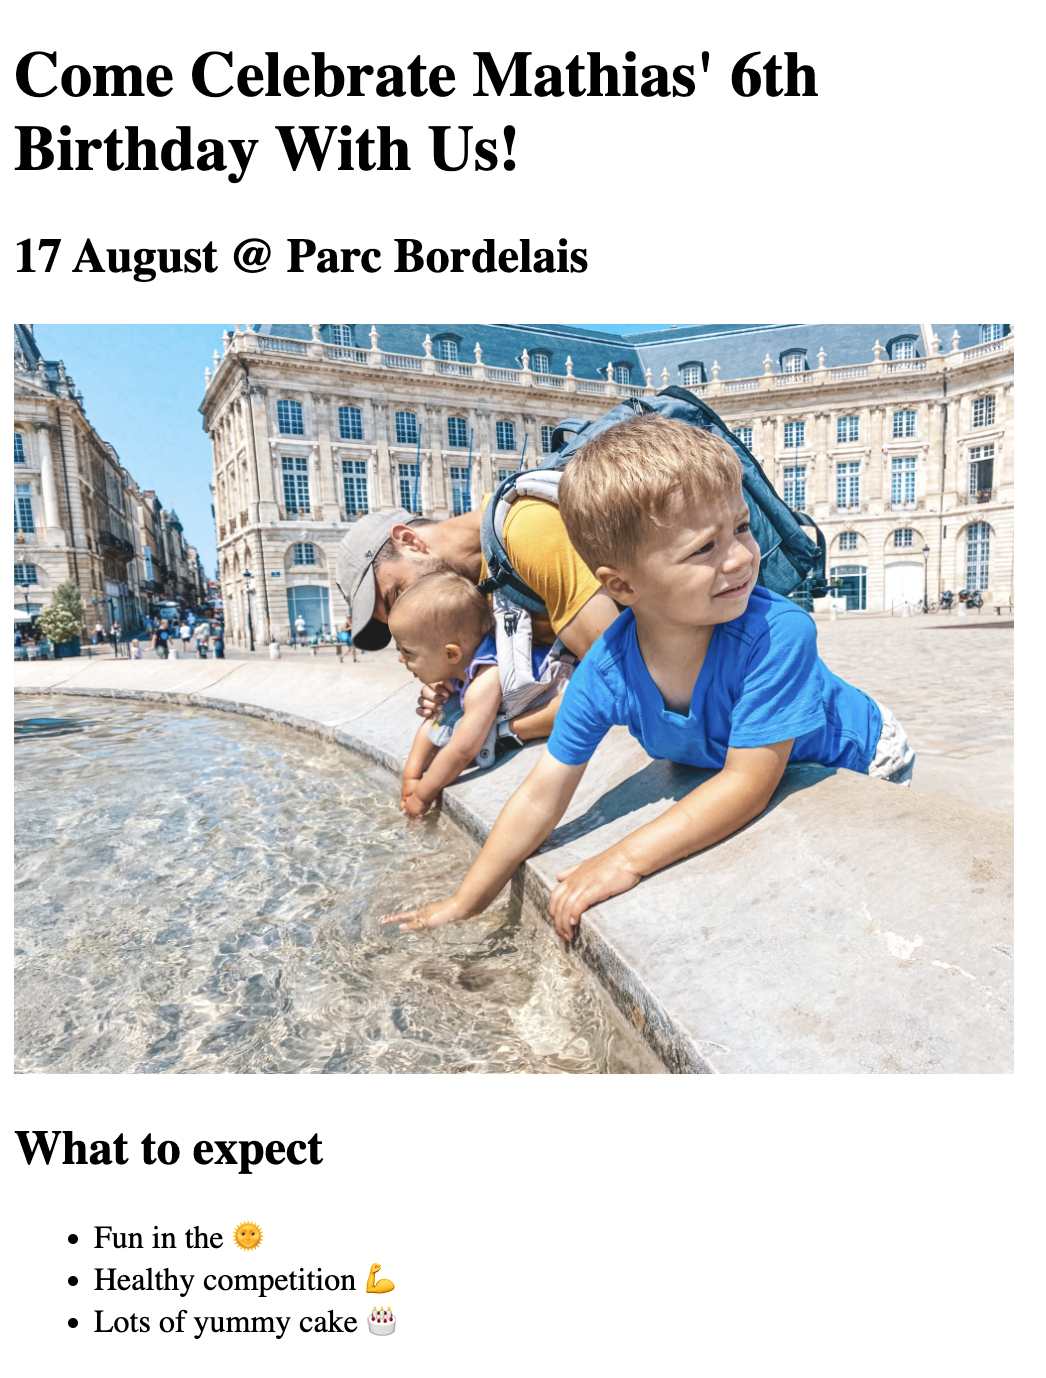 Come Celebrate Mathias' 6th
Birthday With Us!
17 August @ Parc Bordelais
What to expect
• Fun in the 🌞
• Healthy competition 💪
• Lots of yummy cake 🎂